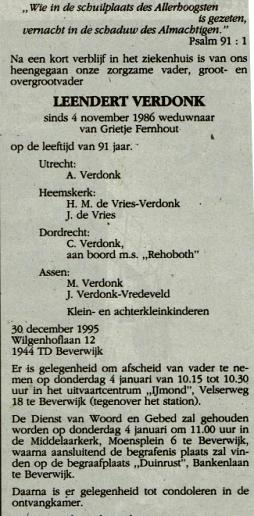 „Wie in de schuilplaats des Allerhoogsten
is gezeten,
vernacht in de schaduw des Almachtigen."
Psalm 91 : 1
Na een kort verblijf in het ziekenhuis is van ons
heengegaan onze zorgzame vader, groot- en
overgrootvader
LEENDERT VERDONK
sinds 4 november 1986 weduwnaar
van Grietje Fernhout
op de leeftijd van 91 jaar.
Utrecht:
A. Verdonk
Heemskerk:
H. M. de Vries-Verdonk
J. de Vries
Dordrecht:
C. Verdonk,
aan boord m.s. „Rehoboth"
Assen:
M. Verdonk
J. Verdonk-Vredeveld
Klein- en achterkleinkinderen
30 december 1995
Wilgenhoflaan 12
1944 TD Beverwijk
Er is gelegenheid om afscheid van vader te ne-
men op donderdag 4 januari van 10.15 tot 10.30
uur in het uitvaartcentrum „IJmond", Velserweg
18 te Beverwijk (tegenover het station).
De Dienst van Woord en Gebed zal gehouden
worden op donderdag 4 januari om 11.00 uur in
de Middelaarkerk, Moensplein 6 te Beverwijk,
waarna aansluitend de begrafenis plaats zal vin-
den op de begraafplaats „Duinrust", Bankenlaan
te Beverwijk.
Daarna is er gelegenheid tot condoleren in de
ontvangkamer.